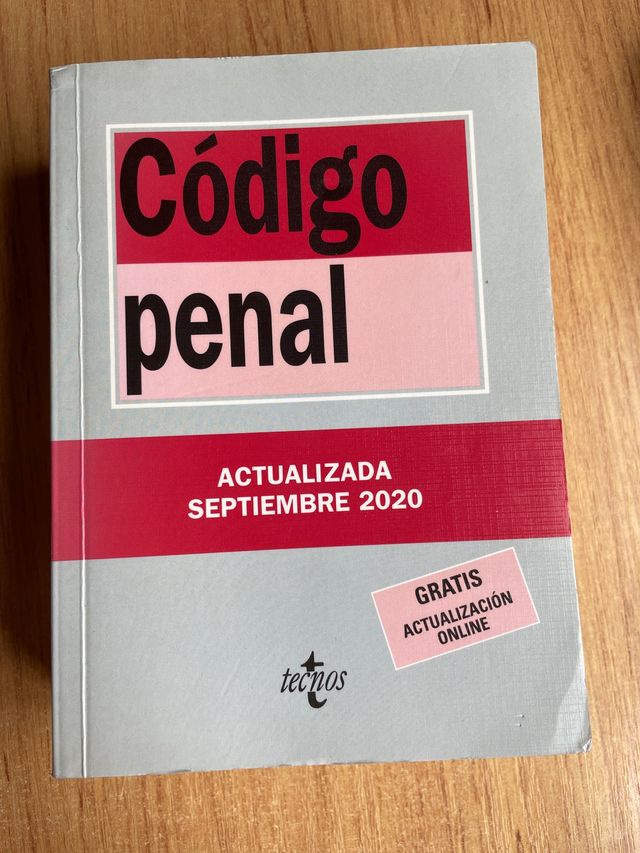 Código
penal
ACTUALIZADA
SEPTIEMBRE 2020
GRATIS
ACTUALIZACIÓN
ONLINE
tecnos